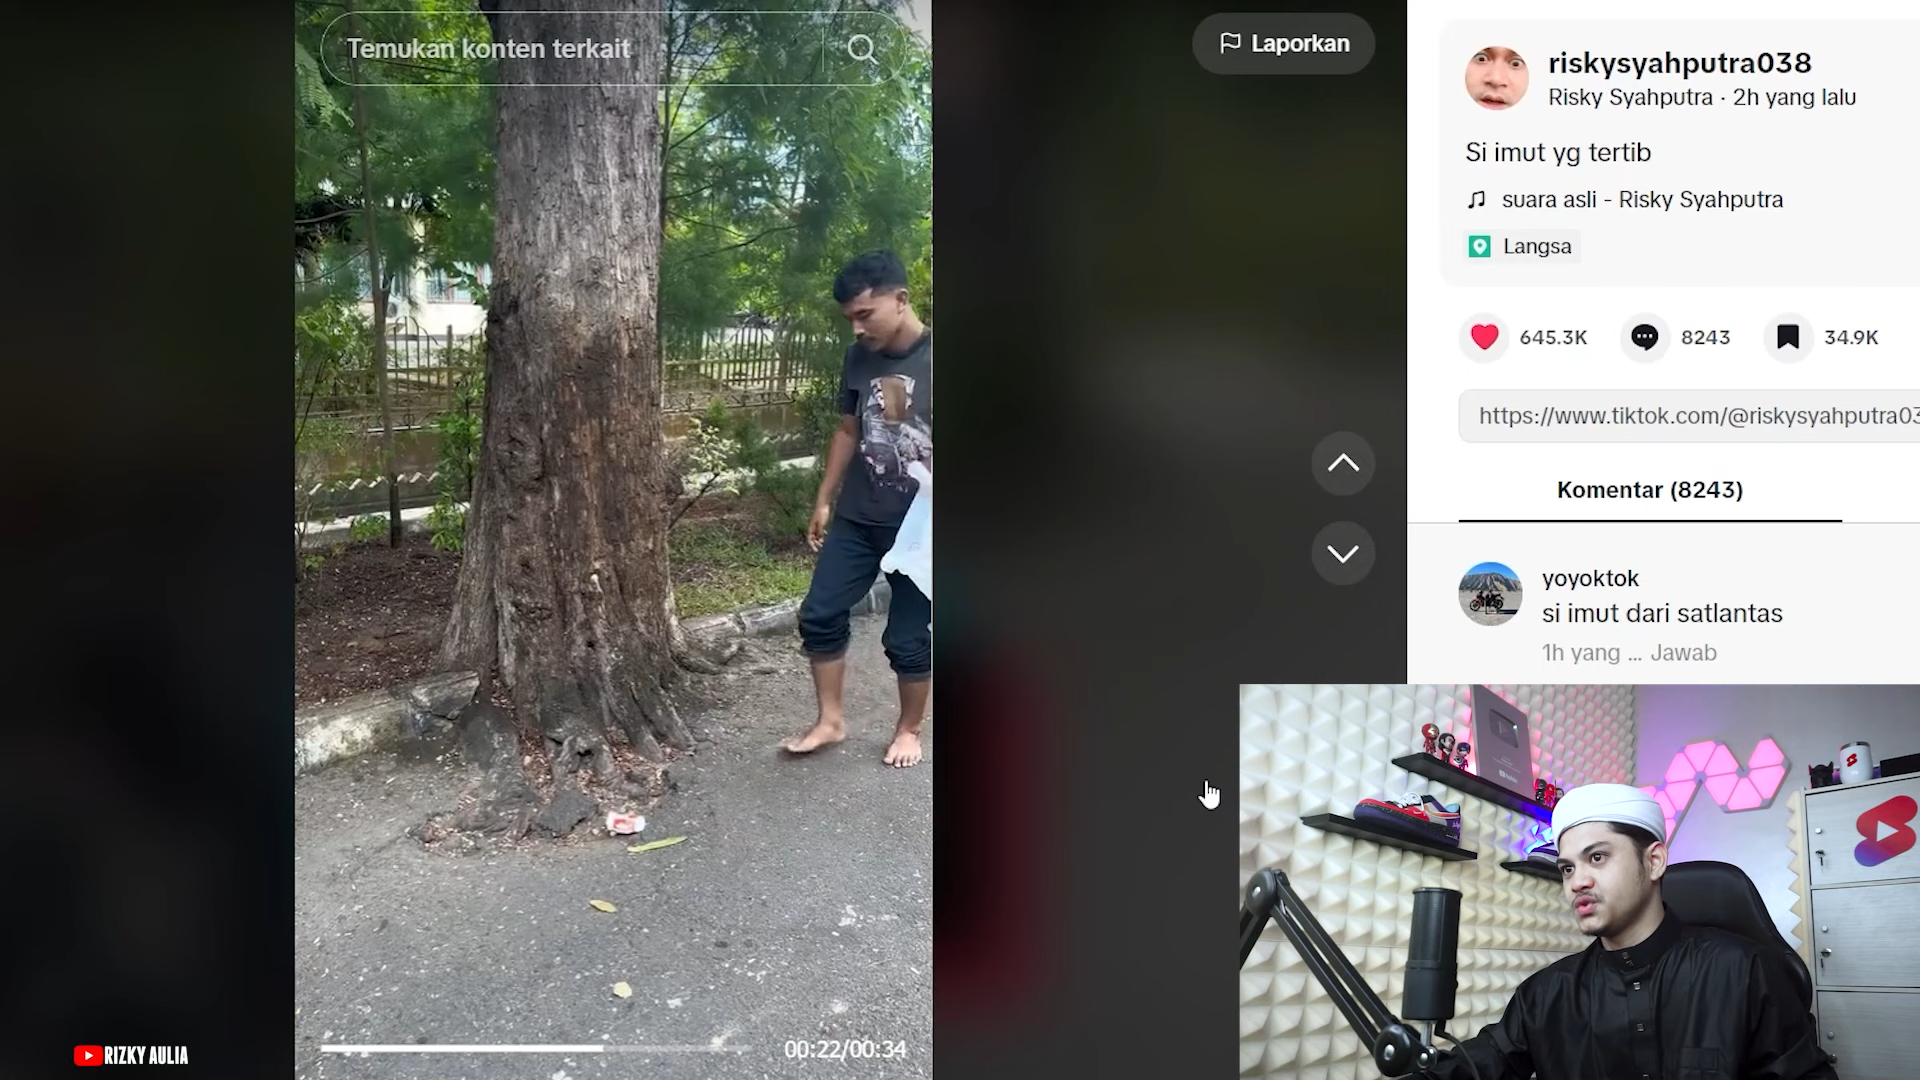 Temukan konten terkait
Laporkan
riskysyahputra038
Risky Syahputra · 2h yang lalu
Si imut yg tertib
suara asli - Risky Syahputra
Langsa
645.3K
8243
34.9K
https://www.tiktok.com/@riskysyahputra03
Komentar (8243)
yoyoktok
si imut dari satlantas
1h yang ... Jawab
00:22/00:34
RIZKY AULIA